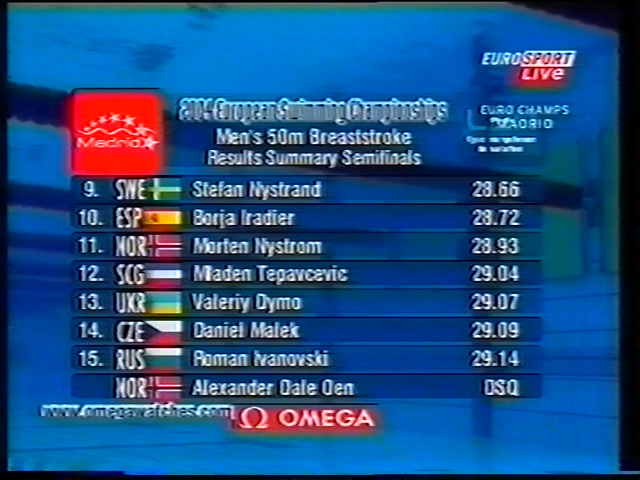 EUROSPORT
LIVE
2004 European Swimming Championships
EURO CHAMPS
MADRID
Madrid
Men's 50m Breaststroke
Results Summary Semifinals
9. SWE Stefan Nystrand 28.66
10. ESP Borja Iradier 28.72
11. NOR Morten Nystrom 28.93
12. SCG Mladen Tepavcevic 29.04
13. UKR Valeriy Dymo 29.07
14. CZE Daniel Malek 29.09
15. RUS Roman Ivanovski 29.14
NOR Alexander Dale Oen DSQ
www.omegawatches.com
Ω OMEGA